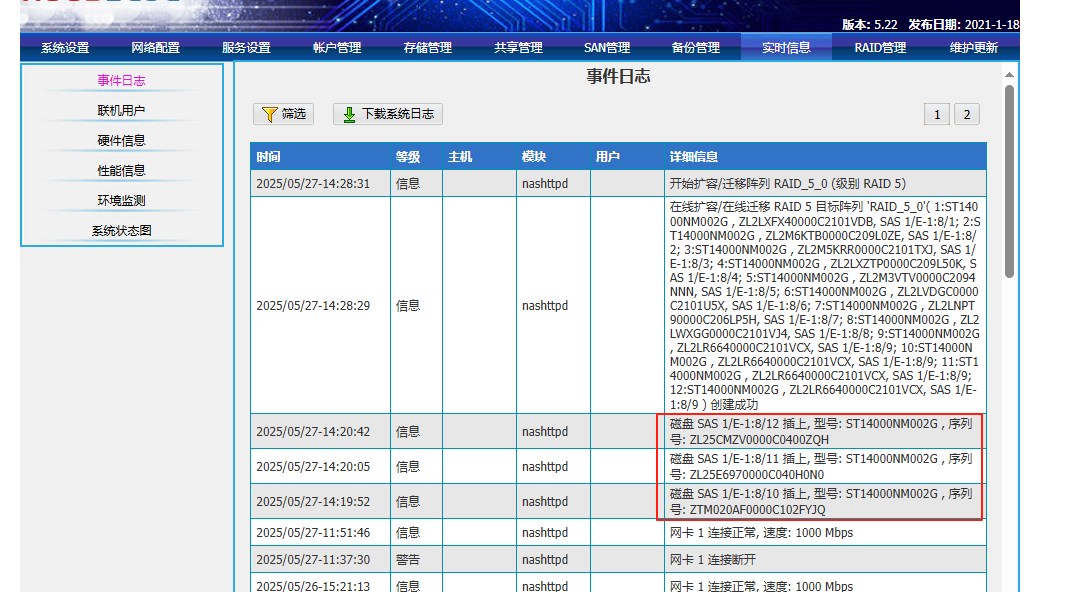 版本: 5.22 发布日期: 2021-1-18
系统设置 网络配置 服务设置 帐户管理 存储管理 共享管理 SAN管理 备份管理 实时信息 RAID管理 维护更新
事件日志
联机用户
硬件信息
性能信息
环境监测
系统状态图
事件日志
筛选 下载系统日志 1 2
时间 等级 主机 模块 用户 详细信息
2025/05/27-14:28:31 信息 nashttpd 开始扩容/迁移阵列 RAID_5_0 (级别 RAID 5)
2025/05/27-14:28:29 信息 nashttpd
在线扩容/在线迁移 RAID 5 目标阵列 'RAID_5_0'( 1:ST140
00NM002G , ZL2LXFX40000C2101VDB, SAS 1/E-1:8/1; 2:S
T14000NM002G , ZL2M6KTB0000C209L0ZE, SAS 1/E-1:8/
2; 3:ST14000NM002G , ZL2M5KRR0000C2101TXJ, SAS 1/
E-1:8/3; 4:ST14000NM002G , ZL2LXZTP0000C209L50K, S
AS 1/E-1:8/4; 5:ST14000NM002G , ZL2M3VTV0000C2094
NNN, SAS 1/E-1:8/5; 6:ST14000NM002G , ZL2LVDGC0000
C2101U5X, SAS 1/E-1:8/6; 7:ST14000NM002G , ZL2LNPT
90000C206LP5H, SAS 1/E-1:8/7; 8:ST14000NM002G , ZL2
LWXGG0000C2101VJ4, SAS 1/E-1:8/8; 9:ST14000NM002G
, ZL2LR6640000C2101VCX, SAS 1/E-1:8/9; 10:ST14000N
M002G , ZL2LR6640000C2101VCX, SAS 1/E-1:8/9; 11:ST1
4000NM002G , ZL2LR6640000C2101VCX, SAS 1/E-1:8/9;
12:ST14000NM002G , ZL2LR6640000C2101VCX, SAS 1/E-
1:8/9 ) 创建成功
2025/05/27-14:20:42 信息 nashttpd 磁盘 SAS 1/E-1:8/12 插上, 型号: ST14000NM002G , 序列
号: ZL25CMZV0000C0400ZQH
2025/05/27-14:20:05 信息 nashttpd 磁盘 SAS 1/E-1:8/11 插上, 型号: ST14000NM002G , 序列
号: ZL25E6970000C040H0N0
2025/05/27-14:19:52 信息 nashttpd 磁盘 SAS 1/E-1:8/10 插上, 型号: ST14000NM002G , 序列
号: ZTM020AF0000C102FYJQ
2025/05/27-11:51:46 信息 nashttpd 网卡 1 连接正常, 速度: 1000 Mbps
2025/05/27-11:37:30 警告 nashttpd 网卡 1 连接断开
2025/05/26-15:21:13 信息 nashttpd 网卡 1 连接正常, 速度: 1000 Mbps